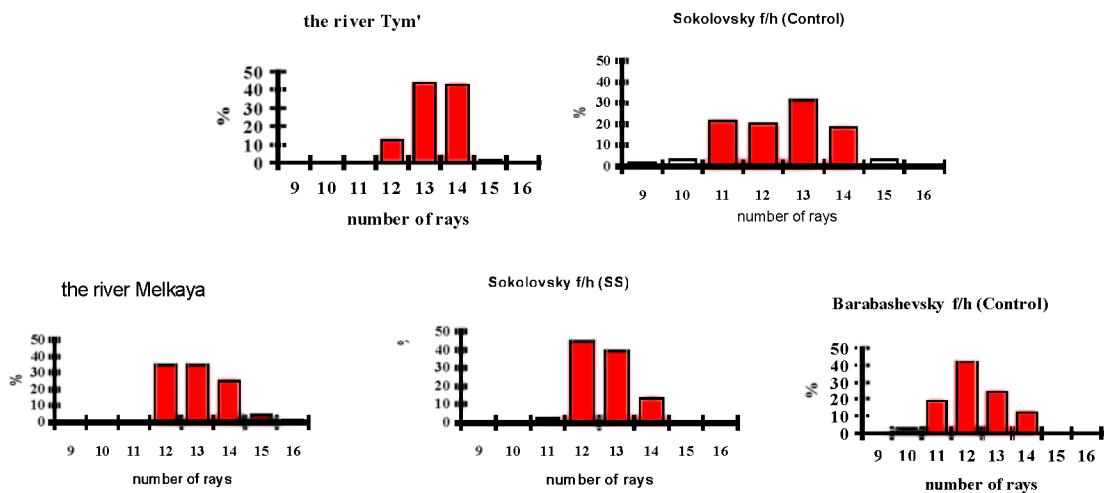 the river Tym'
%
50
40
30
20
10
0
9 10 11 12 13 14 15 16
number of rays
Sokolovsky f/h (Control)
%
50
40
30
20
10
0
9 10 11 12 13 14 15 16
number of rays
the river Melkaya
%
50
40
30
20
10
0
9 10 11 12 13 14 15 16
number of rays
Sokolovsky f/h (SS)
50
40
30
20
10
0
9 10 11 12 13 14 15 16
number of rays
Barabashevsky f/h (Control)
%
50
40
30
20
10
0
9 10 11 12 13 14 15 16
number of rays